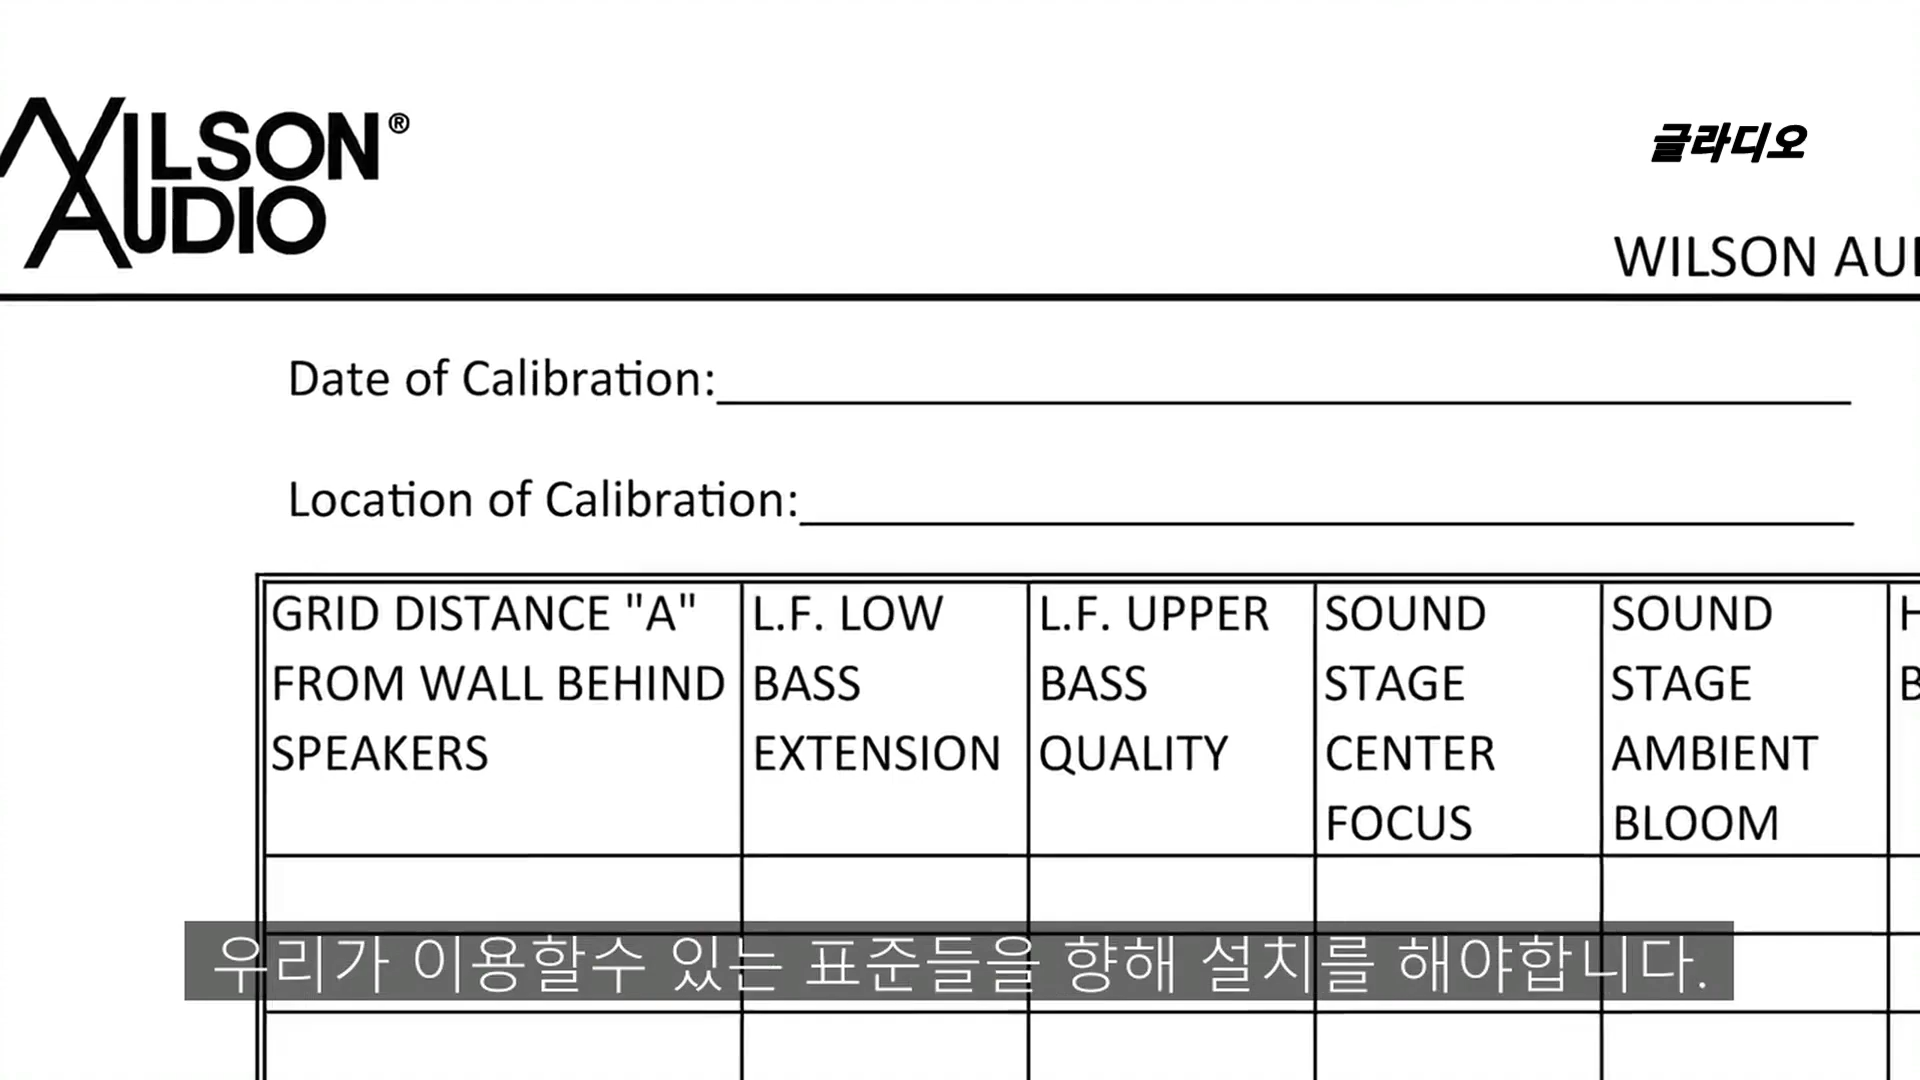 WILSON®
AUDIO
글라디오
WILSON AU
Date of Calibration:
Location of Calibration:
GRID DISTANCE "A"
FROM WALL BEHIND
SPEAKERS
L.F. LOW
BASS
EXTENSION
L.F. UPPER
BASS
QUALITY
SOUND
STAGE
CENTER
FOCUS
SOUND
STAGE
AMBIENT
BLOOM
우리가 이용할수 있는 표준들을 향해 설치를 해야합니다.